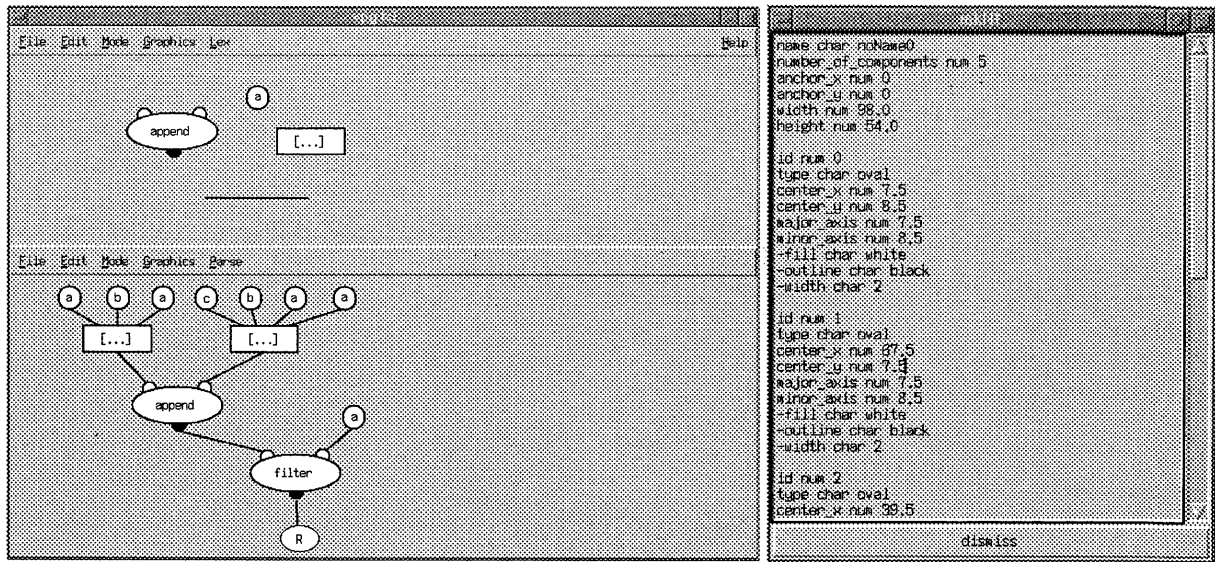 File Edit Mode Graphics Lex Help
a
append
[...]
File Edit Mode Graphics Parse
a b a c b a a
[...] [...]
append
a
filter
R
name char noName0
number_of_components num 5
anchor_x num 0
anchor_y num 0
width num 98.0
height num 54.0
id num 0
type char oval
center_x num 7.5
center_y num 8.5
major_axis num 7.5
minor_axis num 8.5
-fill char white
-outline char black
-width char 2
id num 1
type char oval
center_x num 67.5
center_y num 7.5
major_axis num 7.5
minor_axis num 8.5
-fill char white
-outline char black
-width char 2
id num 2
type char oval
center_x num 39.5
dismiss